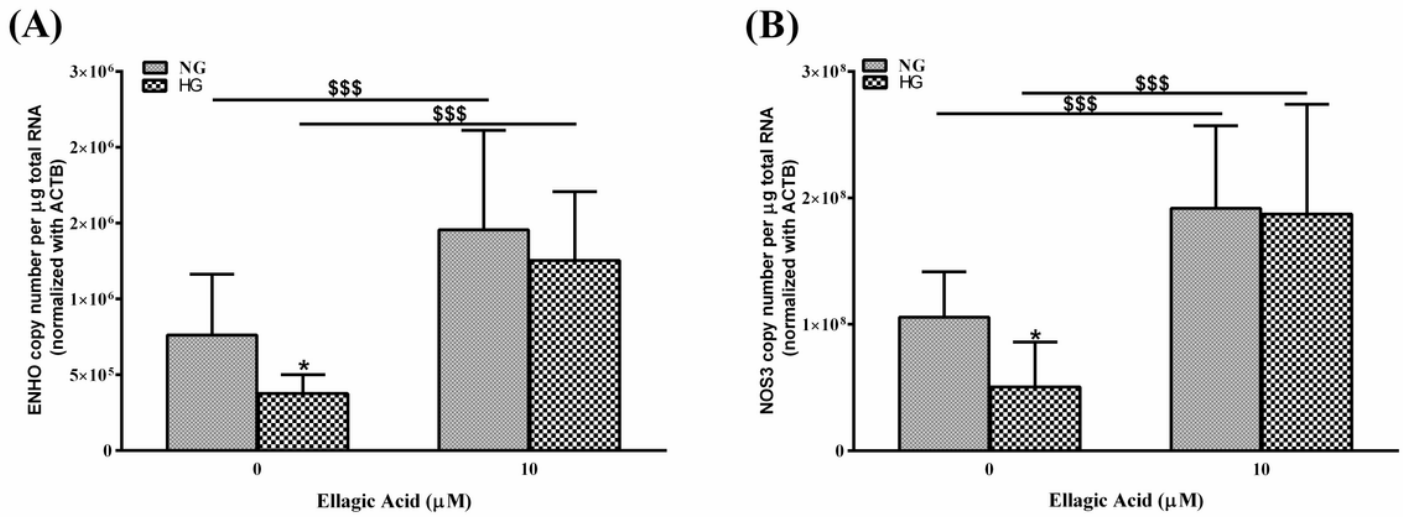 (A)
ENHO copy number per μg total RNA
(normalized with ACTB)
NG
HG
3×10⁶
2×10⁶
2×10⁶
1×10⁶
5×10⁵
0
$$$
$$$
*
0
10
Ellagic Acid (μM)
(B)
NOS3 copy number per μg total RNA
(normalized with ACTB)
NG
HG
3×10⁸
2×10⁸
1×10⁸
0
$$$
$$$
*
0
10
Ellagic Acid (μM)